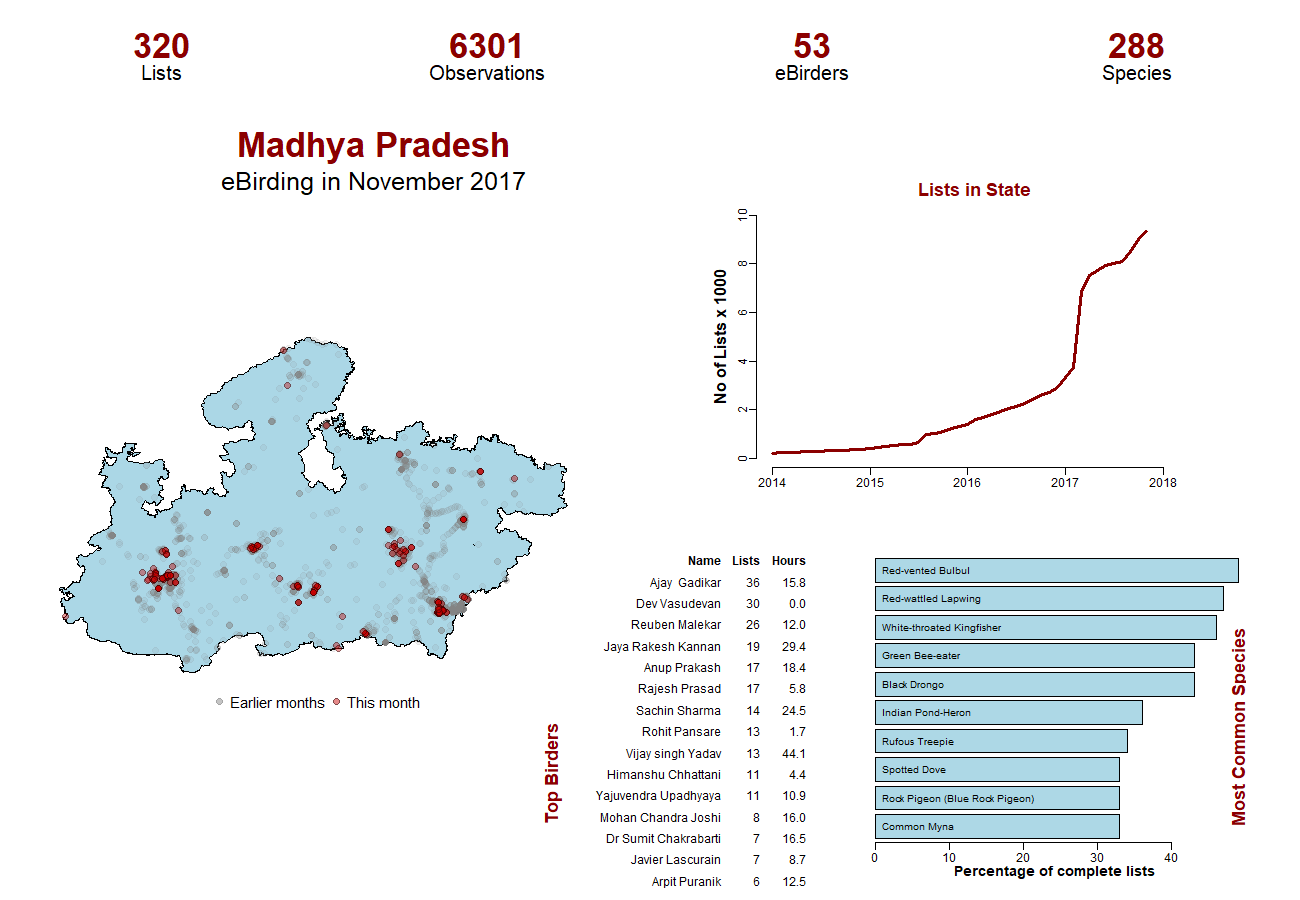 320
Lists
6301
Observations
53
eBirders
288
Species
Madhya Pradesh
eBirding in November 2017
Earlier months
This month
Lists in State
No of Lists x 1000
10
8
6
4
2
0
2014 2015 2016 2017 2018
Top Birders
Name Lists Hours
Ajay Gadikar 36 15.8
Dev Vasudevan 30 0.0
Reuben Malekar 26 12.0
Jaya Rakesh Kannan 19 29.4
Anup Prakash 17 18.4
Rajesh Prasad 17 5.8
Sachin Sharma 14 24.5
Rohit Pansare 13 1.7
Vijay singh Yadav 13 44.1
Himanshu Chhattani 11 4.4
Yajuvendra Upadhyaya 11 10.9
Mohan Chandra Joshi 8 16.0
Dr Sumit Chakrabarti 7 16.5
Javier Lascurain 7 8.7
Arpit Puranik 6 12.5
Red-vented Bulbul
Red-wattled Lapwing
White-throated Kingfisher
Green Bee-eater
Black Drongo
Indian Pond-Heron
Rufous Treepie
Spotted Dove
Rock Pigeon (Blue Rock Pigeon)
Common Myna
0 10 20 30 40
Percentage of complete lists
Most Common Species